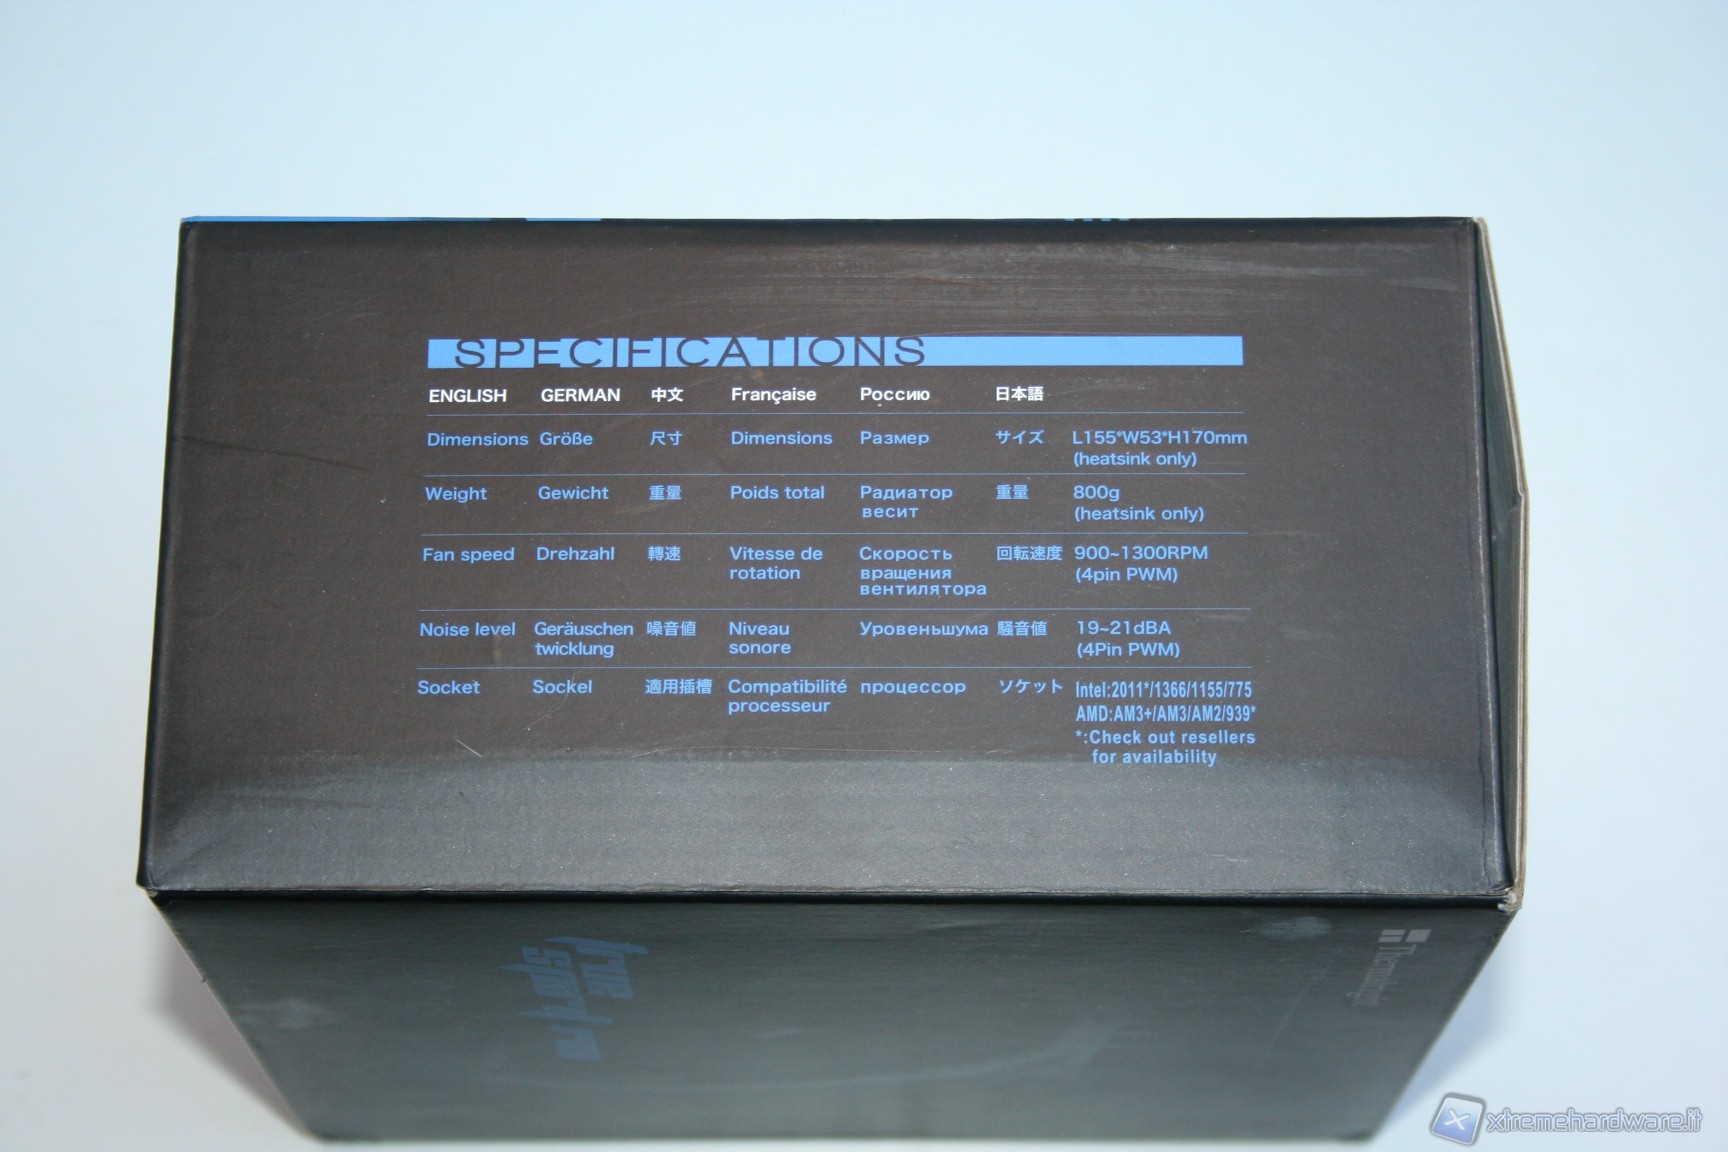 SPECIFICATIONS
ENGLISH GERMAN 中文 Française Россию 日本語
Dimensions Größe 尺寸 Dimensions Размер サイズ L155*W53*H170mm
(heatsink only)
Weight Gewicht 重量 Poids total Радиатор 重量 800g
весит (heatsink only)
Fan speed Drehzahl 轉速 Vitesse de Скорость 回転速度 900~1300RPM
rotation вращения (4pin PWM)
вентилятора
Noise level Geräuschen 噪音値 Niveau Уровеньшума 騒音値 19~21dBA
twicklung sonore (4Pin PWM)
Socket Sockel 適用插槽 Compatibilité процессор ソケット Intel:2011*/1366/1155/775
processeur AMD:AM3+/AM3/AM2/939*
*:Check out resellers
for availability
true
Thermalright
xtremehardware.it